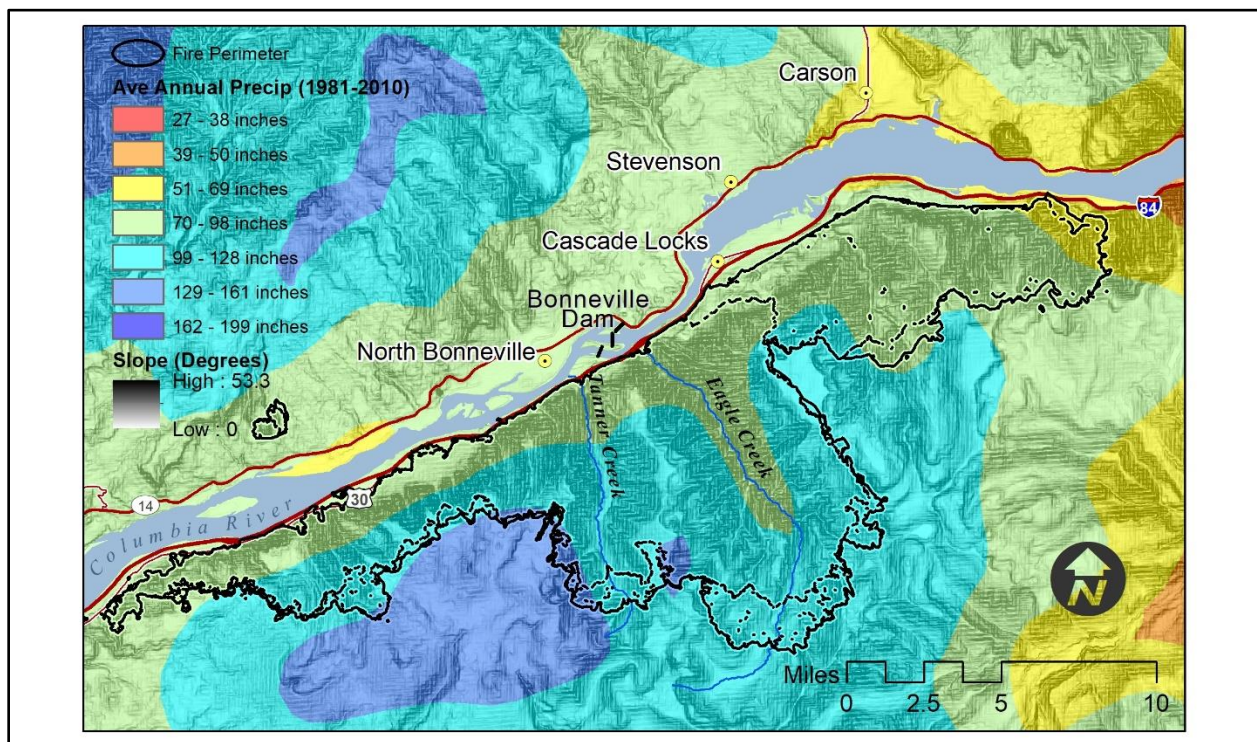 Fire Perimeter
Ave Annual Precip (1981-2010)
27 - 38 inches
39 - 50 inches
51 - 69 inches
70 - 98 inches
99 - 128 inches
129 - 161 inches
162 - 199 inches
Slope (Degrees)
High : 53.3
Low : 0
Carson
Stevenson
84
Cascade Locks
Bonneville
Dam
North Bonneville
Tanner Creek
Eagle Creek
30
14
Columbia River
N
Miles
0 2.5 5 10